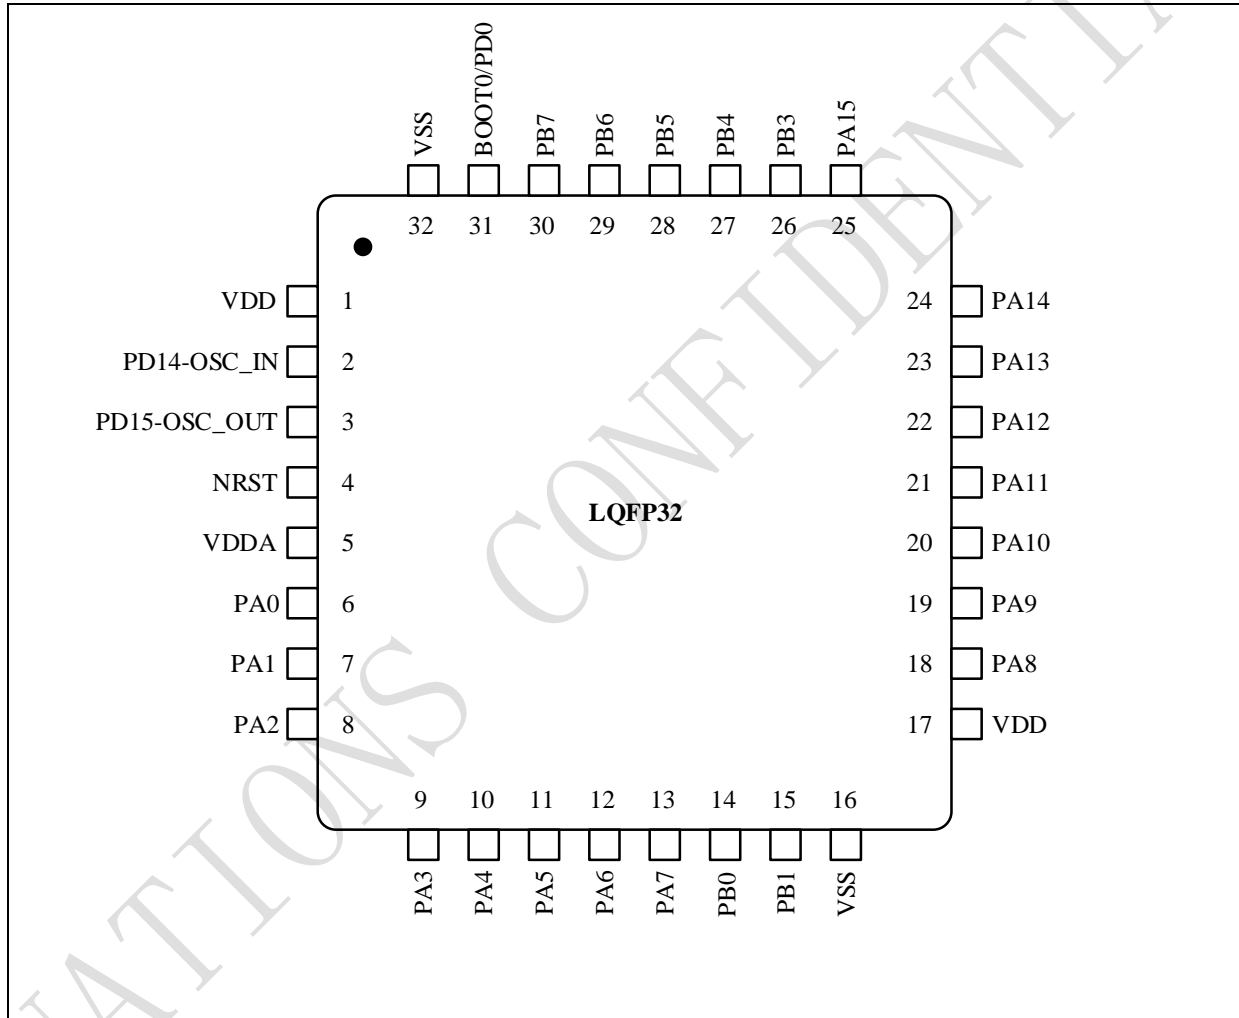 VSS
BOOT0/PD0
PB7
PB6
PB5
PB4
PB3
PA15
32 31 30 29 28 27 26 25
VDD 1
PD14-OSC_IN 2
PD15-OSC_OUT 3
NRST 4
VDDA 5
PA0 6
PA1 7
PA2 8
24 PA14
23 PA13
22 PA12
21 PA11
20 PA10
19 PA9
18 PA8
17 VDD
LQFP32
9 10 11 12 13 14 15 16
PA3
PA4
PA5
PA6
PA7
PB0
PB1
VSS
NATIONS CONFIDENTIA